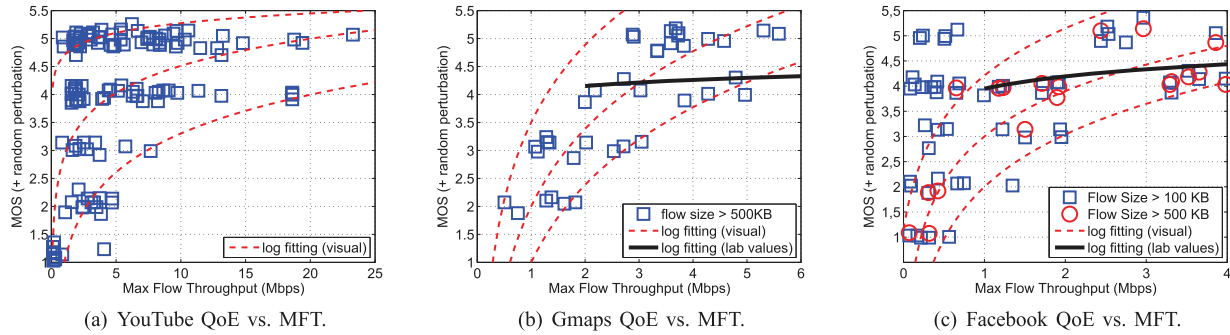 5.5
5
4.5
4
3.5
3
2.5
2
1.5
1
MOS (+ random perturbation)
0 5 10 15 20 25
Max Flow Throughput (Mbps)
log fitting (visual)
(a) YouTube QoE vs. MFT.
5.5
5
4.5
4
3.5
3
2.5
2
1.5
1
MOS (+ random perturbation)
0 1 2 3 4 5 6
Max Flow Throughput (Mbps)
flow size > 500KB
log fitting (visual)
log fitting (lab values)
(b) Gmaps QoE vs. MFT.
5.5
5
4.5
4
3.5
3
2.5
2
1.5
1
MOS (+ random perturbation)
0 1 2 3 4
Max Flow Throughput (Mbps)
Flow Size > 100 KB
Flow Size > 500 KB
log fitting (visual)
log fitting (lab values)
(c) Facebook QoE vs. MFT.